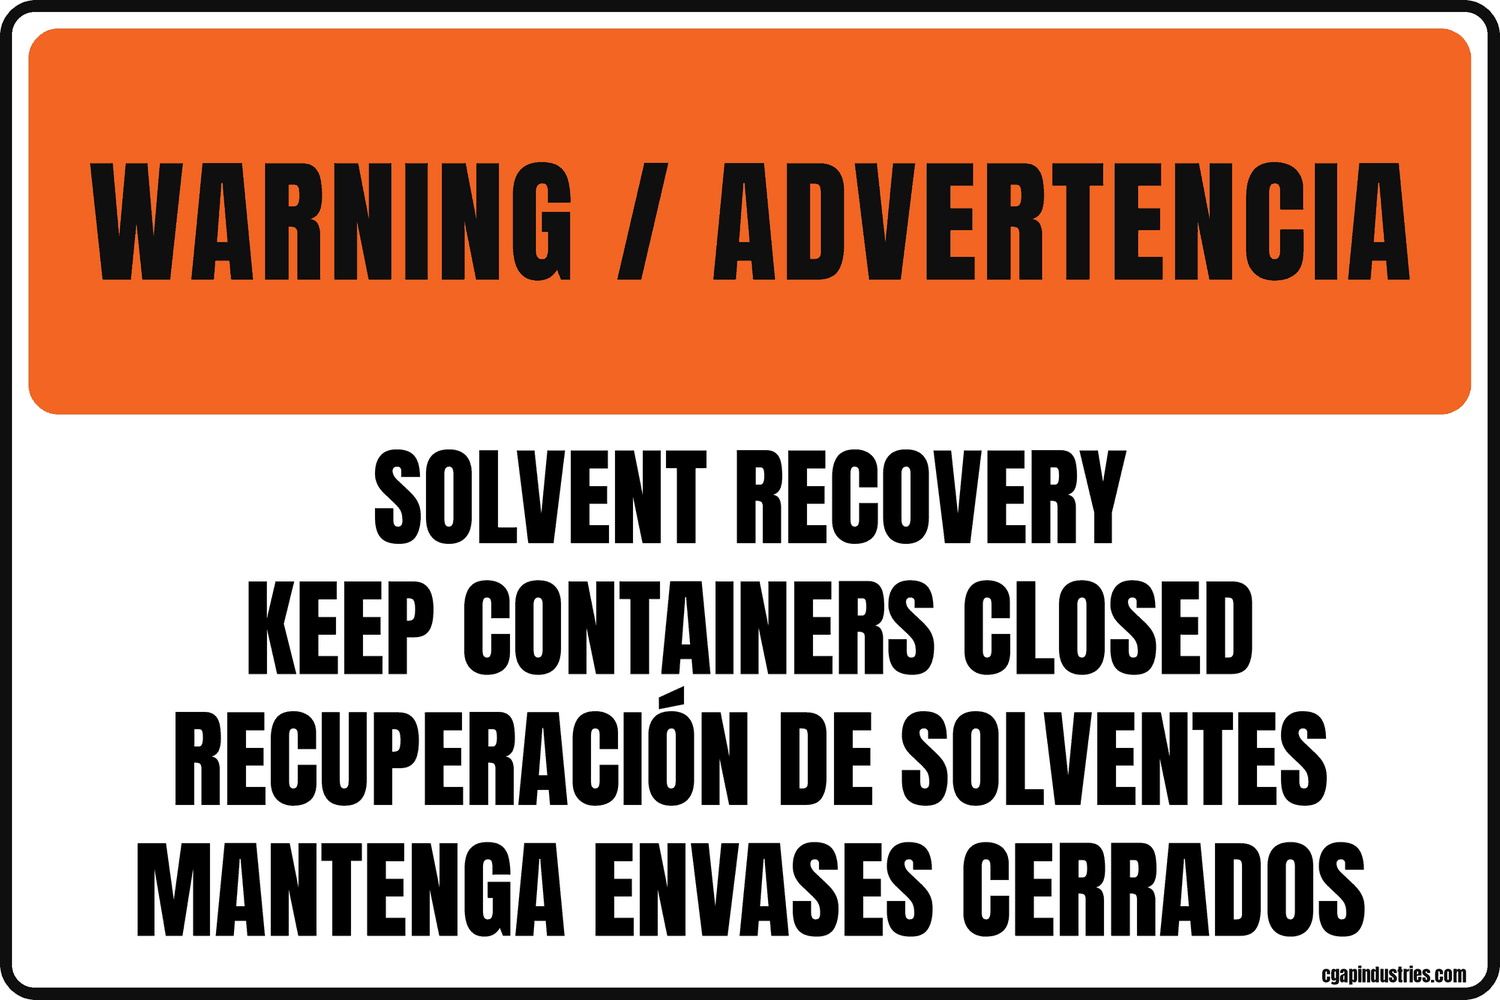 WARNING / ADVERTENCIA
SOLVENT RECOVERY
KEEP CONTAINERS CLOSED
RECUPERACIÓN DE SOLVENTES
MANTENGA ENVASES CERRADOS
cgapindustries.com